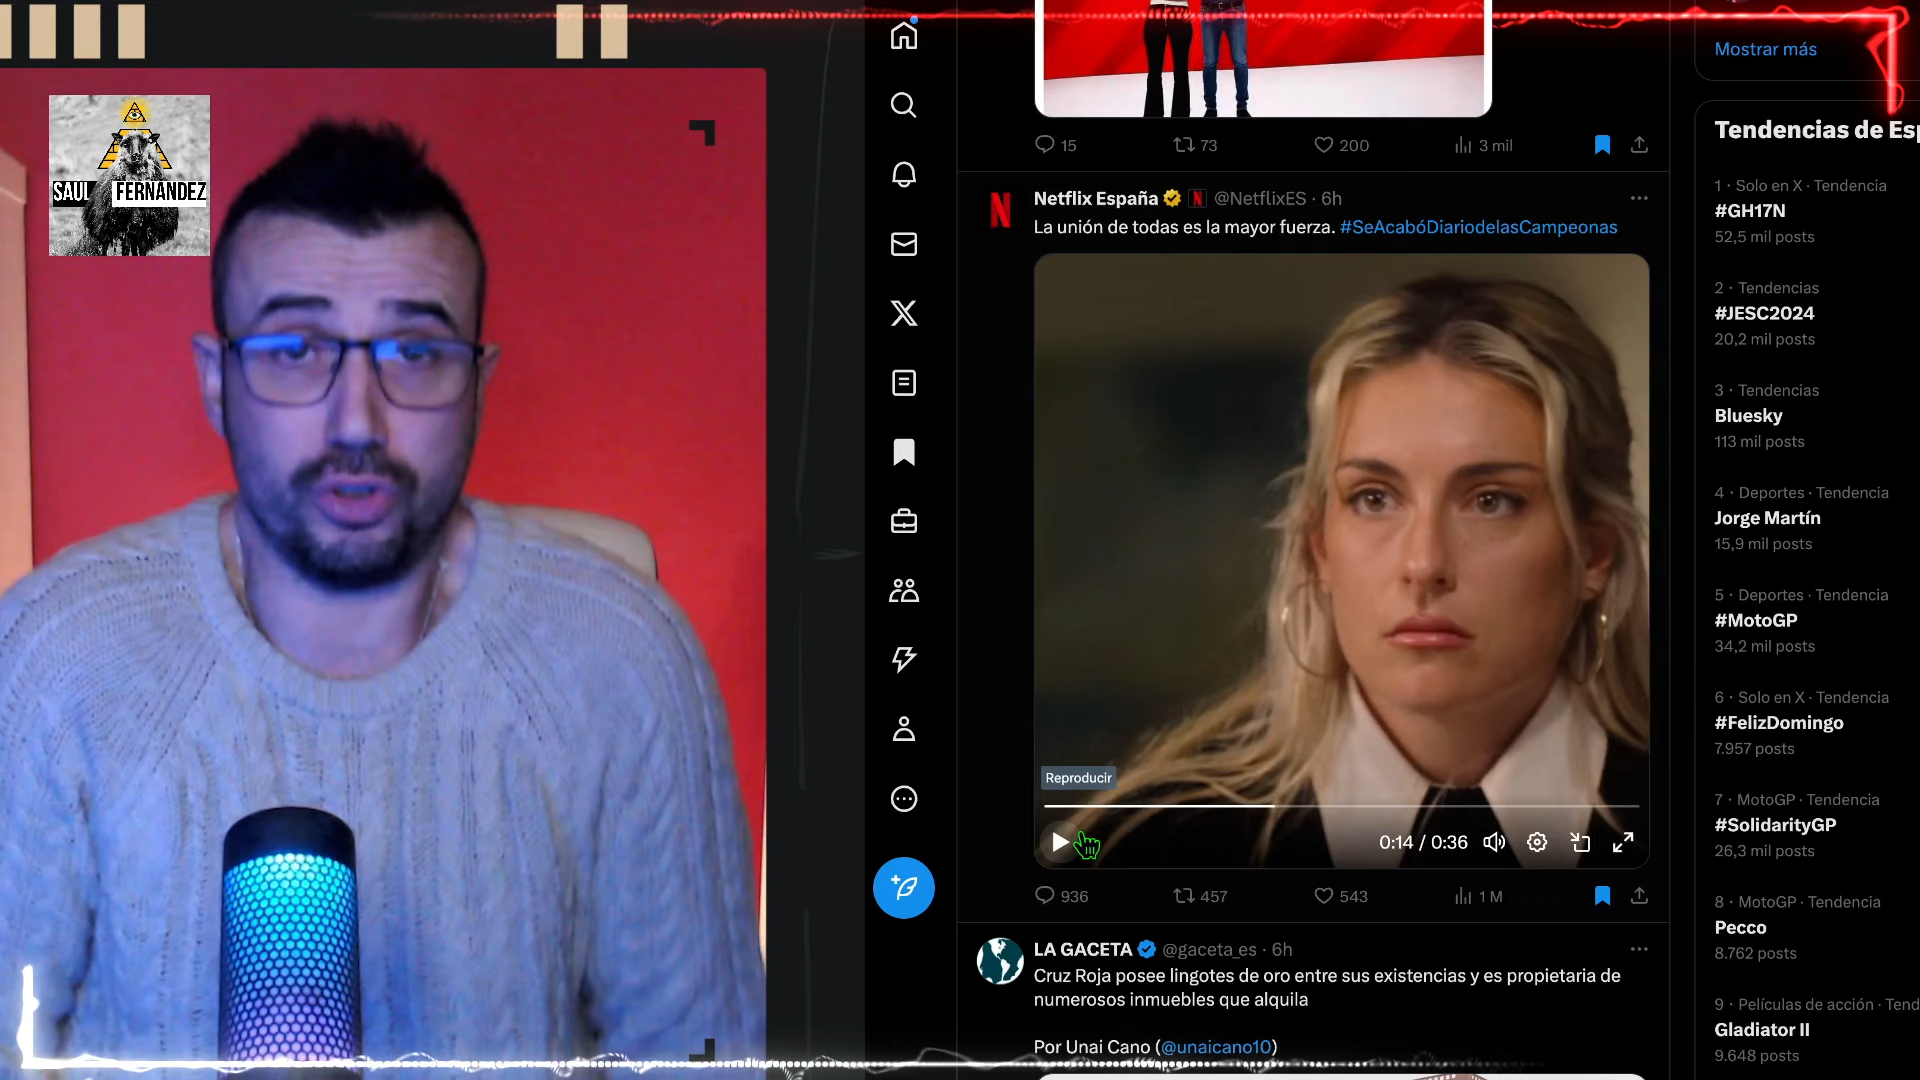 SAUL FERNANDEZ
15
73
200
3 mil
Netflix España @NetflixES · 6h
La unión de todas es la mayor fuerza. #SeAcabóDiariodelasCampeonas
Reproducir
0:14 / 0:36
936
457
543
1 M
LA GACETA @gaceta_es · 6h
Cruz Roja posee lingotes de oro entre sus existencias y es propietaria de
numerosos inmuebles que alquila
Por Unai Cano (@unaicano10)
Mostrar más
Tendencias de Esp
1 · Solo en X · Tendencia
#GH17N
52,5 mil posts
2 · Tendencias
#JESC2024
20,2 mil posts
3 · Tendencias
Bluesky
113 mil posts
4 · Deportes · Tendencia
Jorge Martín
15,9 mil posts
5 · Deportes · Tendencia
#MotoGP
34,2 mil posts
6 · Solo en X · Tendencia
#FelizDomingo
7.957 posts
7 · MotoGP · Tendencia
#SolidarityGP
26,3 mil posts
8 · MotoGP · Tendencia
Pecco
8.762 posts
9 · Películas de acción · Tend
Gladiator II
9.648 posts